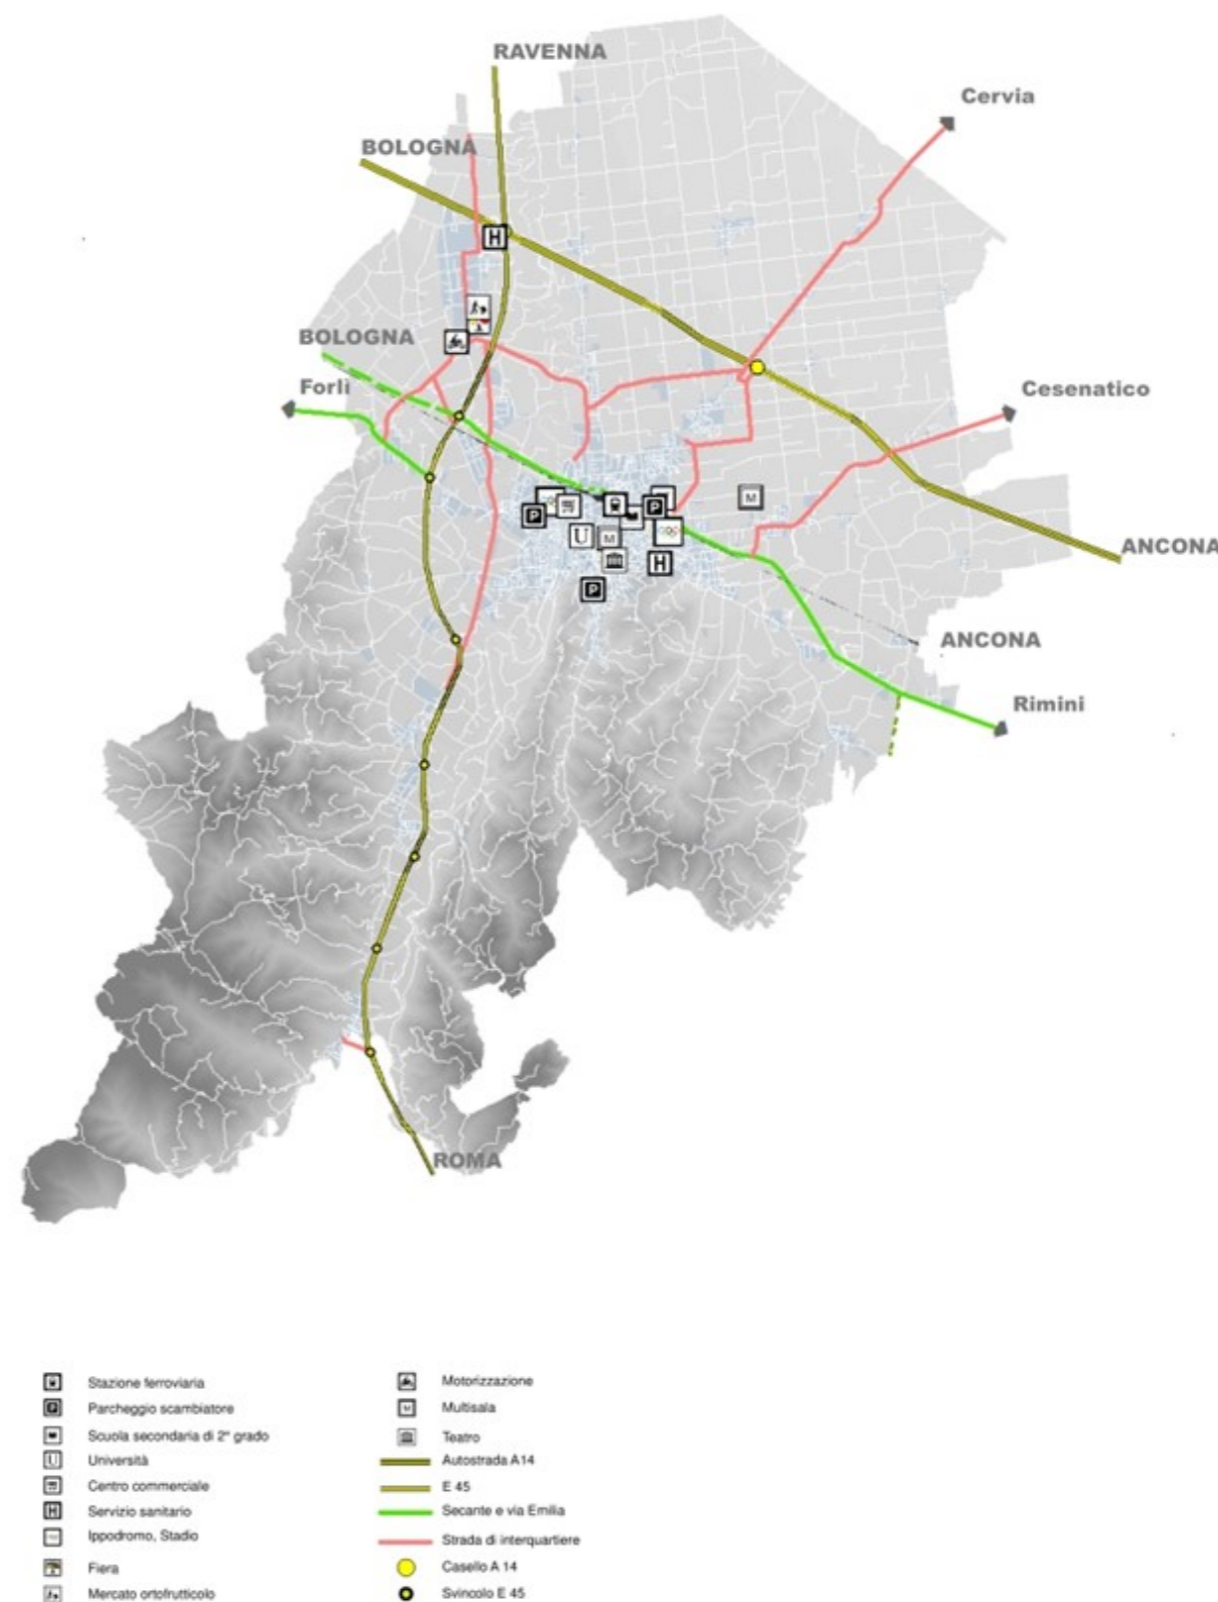 RAVENNA
Cervia
BOLOGNA
H
BOLOGNA
Forlì
Cesenatico
M
P
P
U
M
H
P
ANCONA
ANCONA
Rimini
ROMA
Stazione ferroviaria
P Parcheggio scambiatore
Scuola secondaria di 2° grado
U Università
Centro commerciale
H Servizio sanitario
Ippodromo, Stadio
Fiera
Mercato ortofrutticolo
Motorizzazione
M Multisala
Teatro
Autostrada A14
E 45
Secante e via Emilia
Strada di interquartiere
Casello A 14
Svincolo E 45